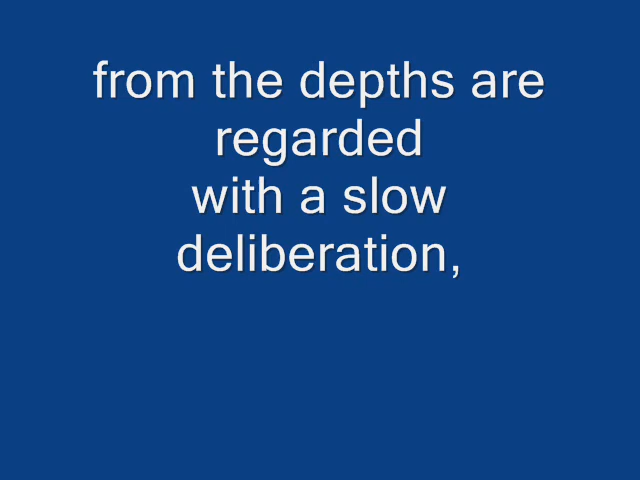 from the depths are
regarded
with a slow
deliberation,